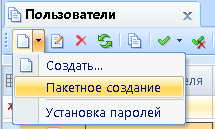 Пользователи
Создать...
Пакетное создание
Установка паролей